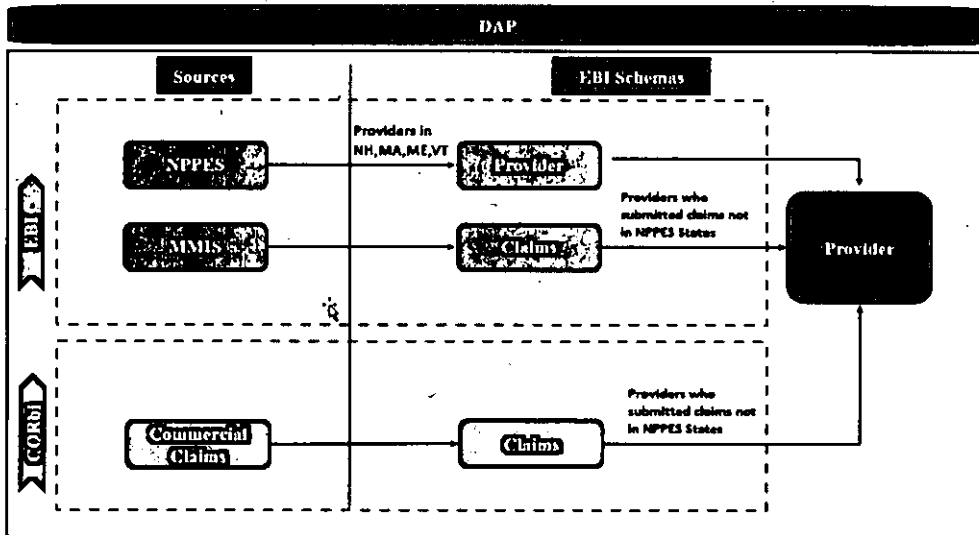 DAP
Sources
EBI Schemas
Providers in
NH,MA,ME,VT
NPPES
Provider
EBI
Providers who
submitted claims not
in NPPES States
MMIS
Claims
Provider
CORbI
Providers who
submitted claims not
in NPPES States
Commercial
Claims
Claims